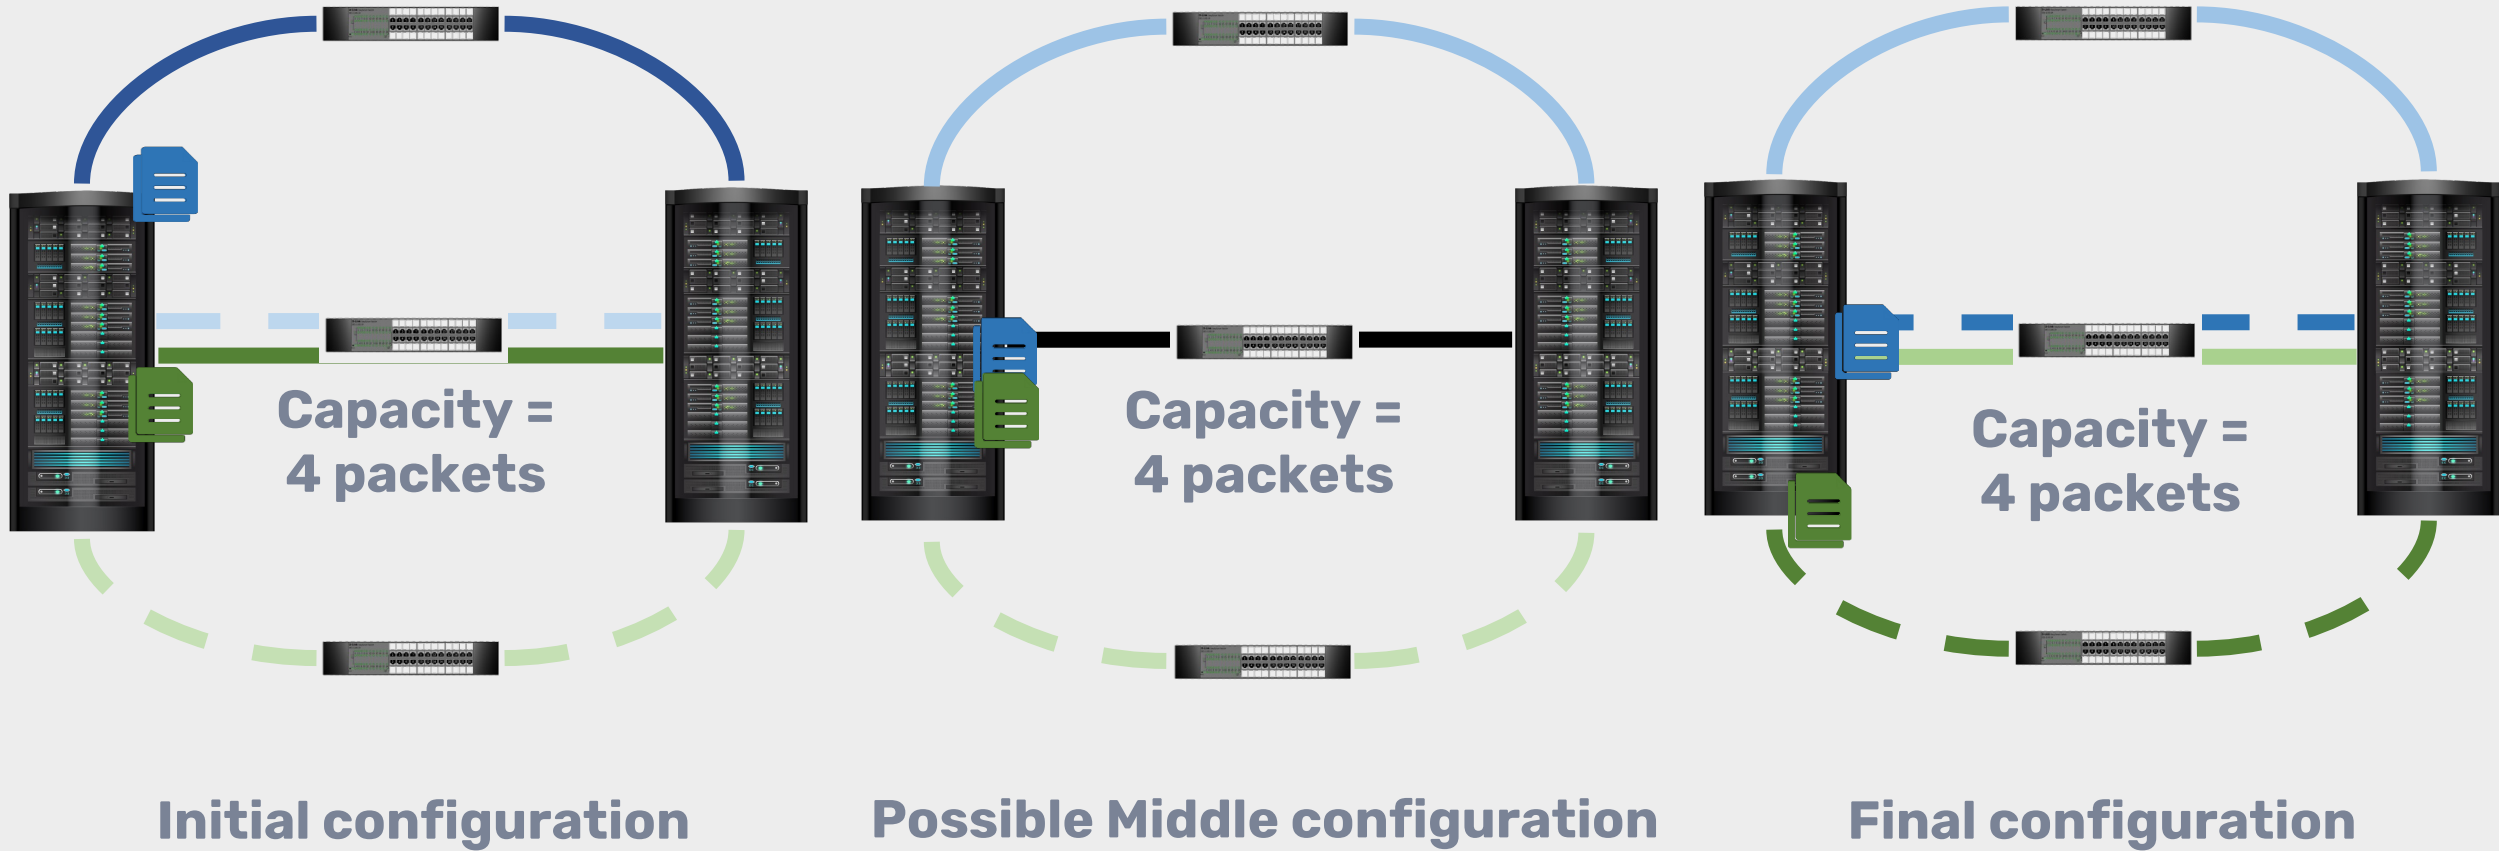 Capacity =
4 packets
Capacity =
4 packets
Capacity =
4 packets
Initial configuration
Possible Middle configuration
Final configuration